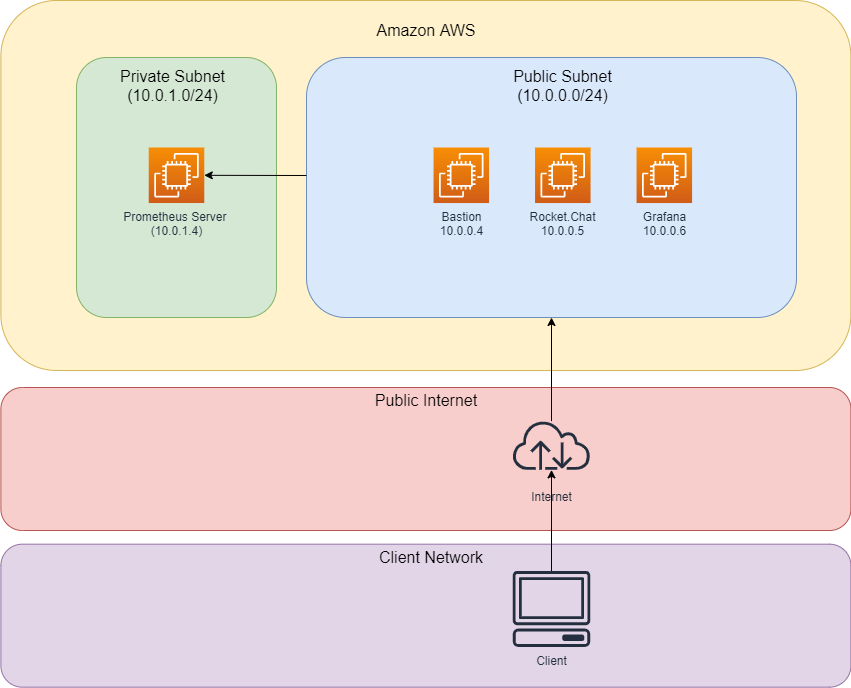 Amazon AWS
Private Subnet
(10.0.1.0/24)
Public Subnet
(10.0.0.0/24)
Prometheus Server
(10.0.1.4)
Bastion
10.0.0.4
Rocket.Chat
10.0.0.5
Grafana
10.0.0.6
Public Internet
Internet
Client Network
Client